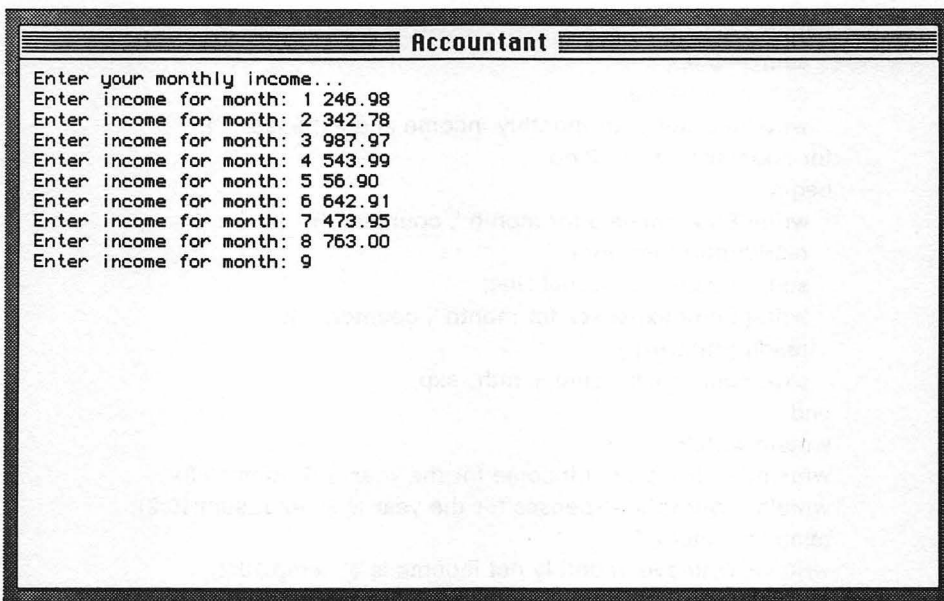 Accountant
Enter your monthly income...
Enter income for month: 1 246.98
Enter income for month: 2 342.78
Enter income for month: 3 987.97
Enter income for month: 4 543.99
Enter income for month: 5 56.90
Enter income for month: 6 642.91
Enter income for month: 7 473.95
Enter income for month: 8 763.00
Enter income for month: 9